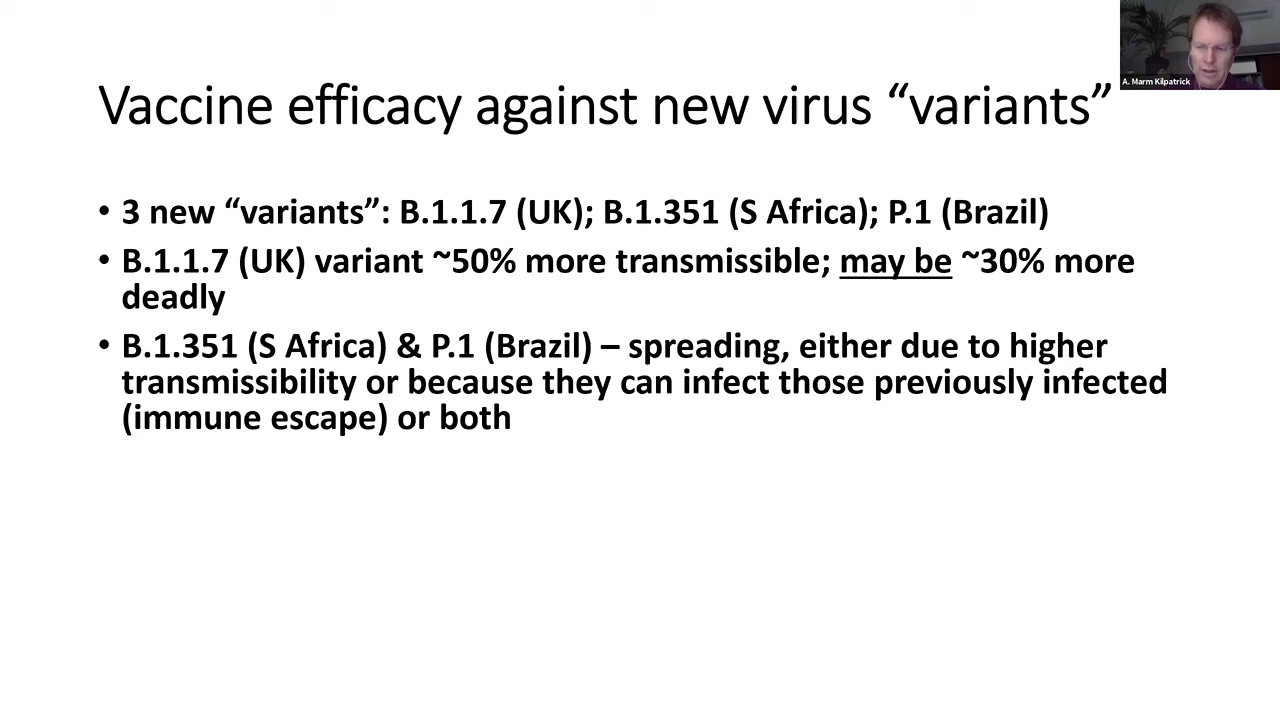 A. Marm Kilpatrick
Vaccine efficacy against new virus “variants”
• 3 new “variants”: B.1.1.7 (UK); B.1.351 (S Africa); P.1 (Brazil)
• B.1.1.7 (UK) variant ~50% more transmissible; may be ~30% more
deadly
• B.1.351 (S Africa) & P.1 (Brazil) – spreading, either due to higher
transmissibility or because they can infect those previously infected
(immune escape) or both